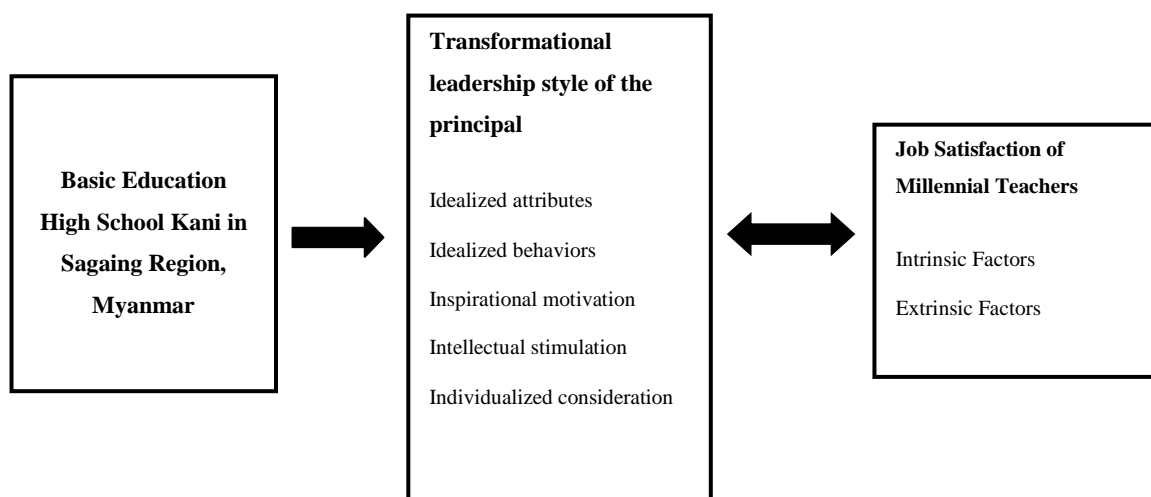 Basic Education
High School Kani in
Sagaing Region,
Myanmar
Transformational
leadership style of the
principal
Idealized attributes
Idealized behaviors
Inspirational motivation
Intellectual stimulation
Individualized consideration
Job Satisfaction of
Millennial Teachers
Intrinsic Factors
Extrinsic Factors